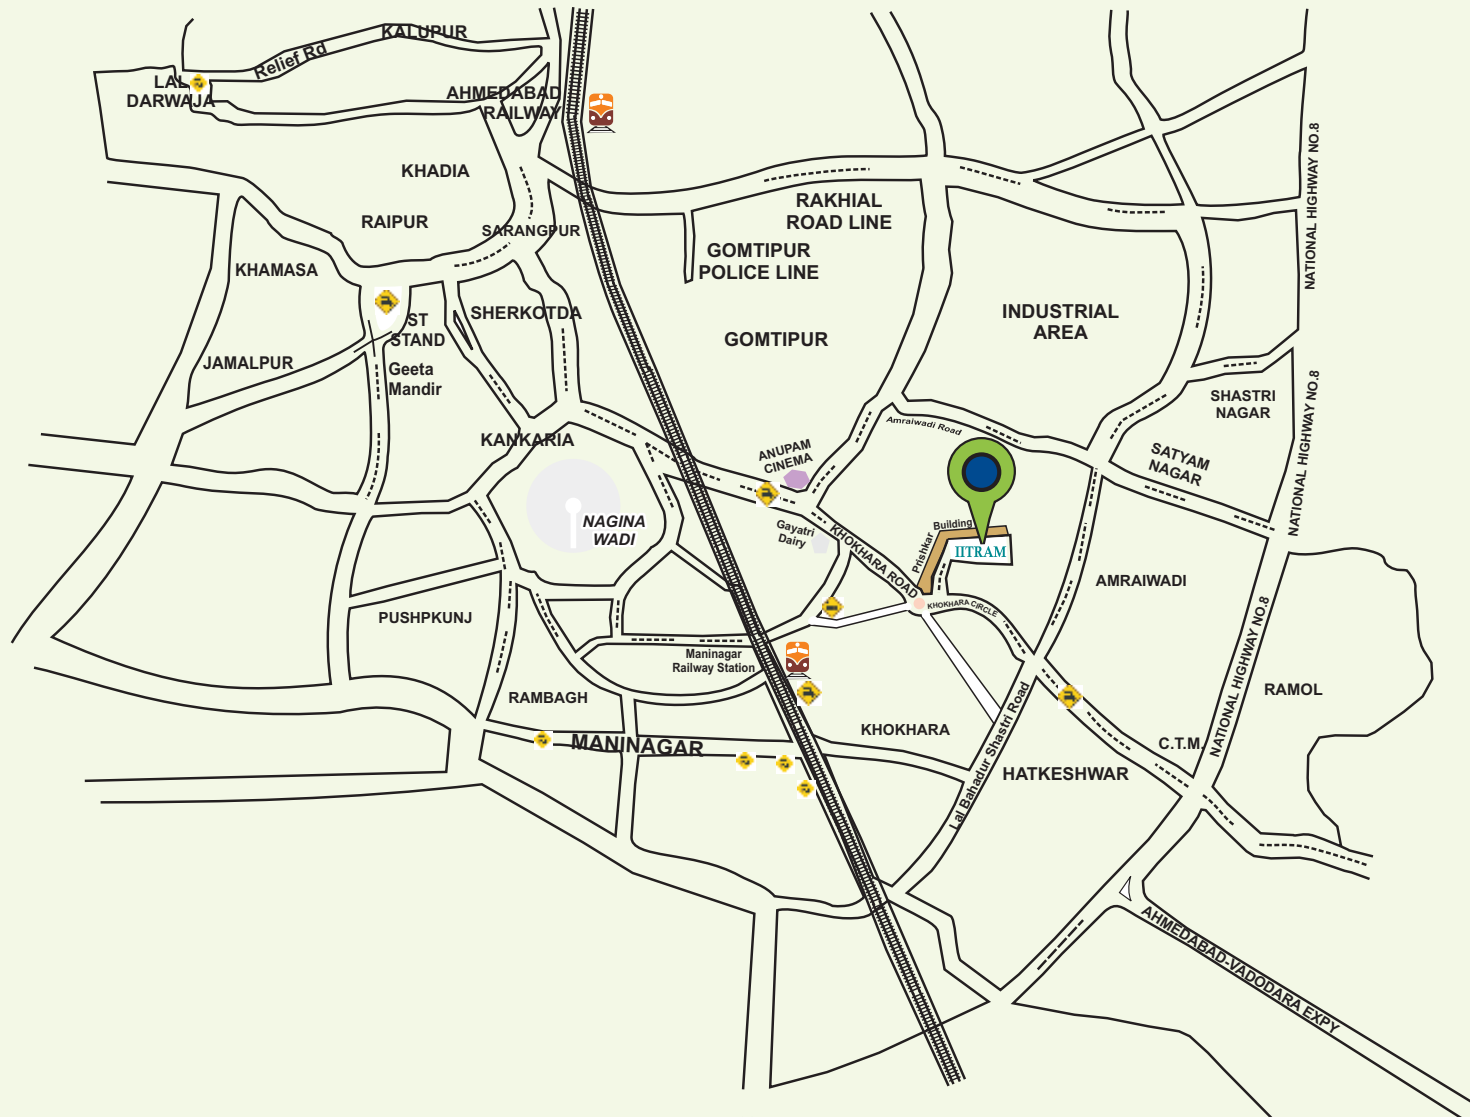 KALUPUR
Relief Rd
LAL
DARWAJA
AHMEDABAD
RAILWAY
KHADIA
RAIPUR
SARANGPUR
RAKHIAL
ROAD LINE
GOMTIPUR
POLICE LINE
NATIONAL HIGHWAY NO.8
KHAMASA
SHERKOTDA
ST
STAND
INDUSTRIAL
AREA
GOMTIPUR
JAMALPUR
Geeta
Mandir
SHASTRI
NAGAR
NATIONAL HIGHWAY NO.8
Amraiwadi Road
KANKARIA
ANUPAM
CINEMA
SATYAM
NAGAR
NAGINA
WADI
Gayatri
Dairy
KHOKHARA ROAD
Prishkar
Building
IITRAM
AMRAIWADI
KHOKHARA CIRCLE
PUSHPKUNJ
Maninagar
Railway Station
NATIONAL HIGHWAY NO.8
RAMOL
RAMBAGH
KHOKHARA
MANINAGAR
Lal Bahadur Shastri Road
C.T.M.
HATKESHWAR
AHMEDABAD-VADODARA EXPY